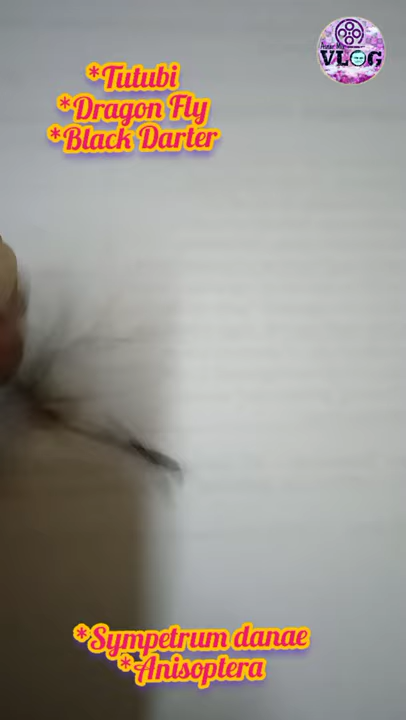 *Tutubi
*Dragon Fly
*Black Darter
VLOG
*Sympetrum danae
*Anisoptera